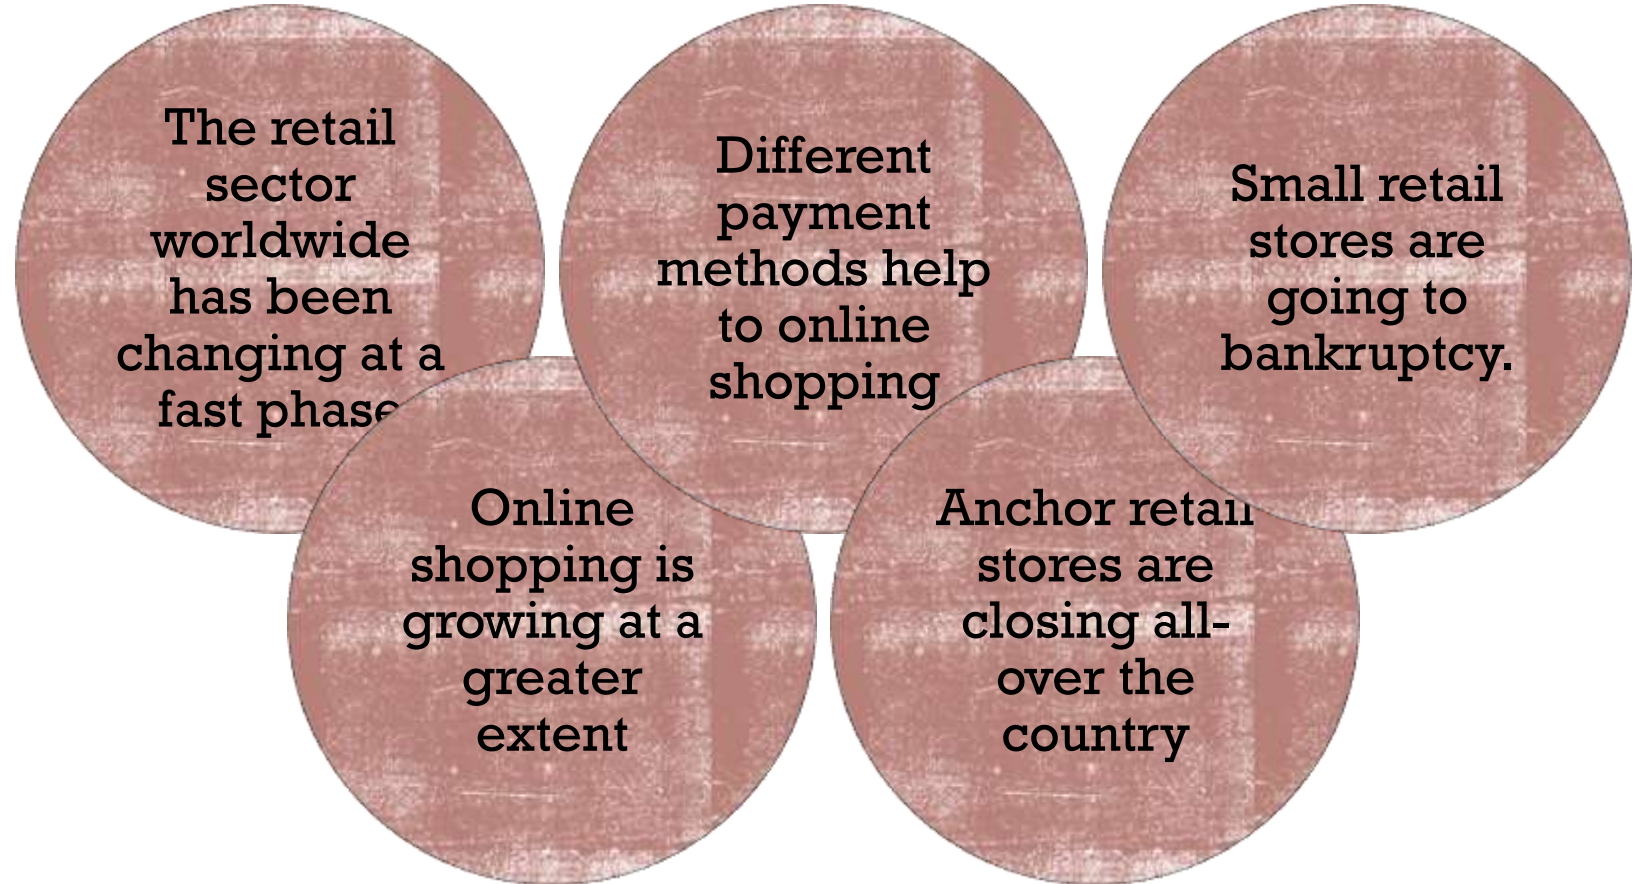 The retail
sector
worldwide
has been
changing at a
fast phase
Online
shopping is
growing at a
greater
extent
Different
payment
methods help
to online
shopping
Anchor retail
stores are
closing all-
over the
country
Small retail
stores are
going to
bankruptcy.